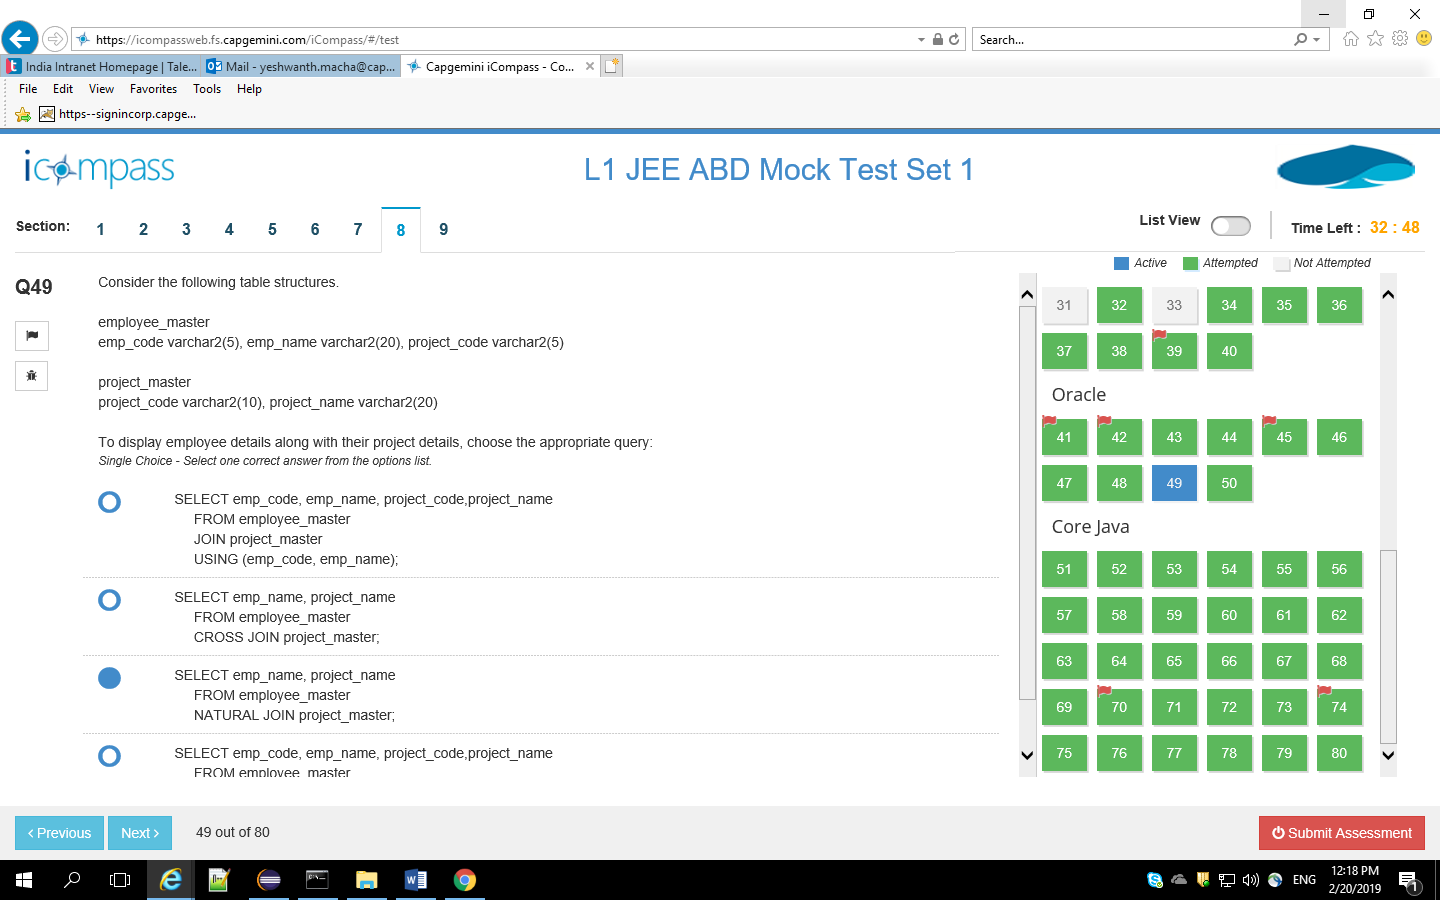 https://icompassweb.fs.capgemini.com/iCompass/#/test
Search...
India Intranet Homepage | Tale...
Mail - yeshwanth.macha@cap...
Capgemini iCompass - Co...
File Edit View Favorites Tools Help
https--signincorp.capge...
icompass
L1 JEE ABD Mock Test Set 1
Section: 1 2 3 4 5 6 7 8 9
List View
Time Left : 32 : 48
Active Attempted Not Attempted
Q49
Consider the following table structures.
employee_master
emp_code varchar2(5), emp_name varchar2(20), project_code varchar2(5)
project_master
project_code varchar2(10), project_name varchar2(20)
To display employee details along with their project details, choose the appropriate query:
Single Choice - Select one correct answer from the options list.
SELECT emp_code, emp_name, project_code,project_name
FROM employee_master
JOIN project_master
USING (emp_code, emp_name);
SELECT emp_name, project_name
FROM employee_master
CROSS JOIN project_master;
SELECT emp_name, project_name
FROM employee_master
NATURAL JOIN project_master;
SELECT emp_code, emp_name, project_code,project_name
FROM employee_master
31 32 33 34 35 36
37 38 39 40
Oracle
41 42 43 44 45 46
47 48 49 50
Core Java
51 52 53 54 55 56
57 58 59 60 61 62
63 64 65 66 67 68
69 70 71 72 73 74
75 76 77 78 79 80
Previous
Next
49 out of 80
Submit Assessment
ENG
12:18 PM
2/20/2019
1